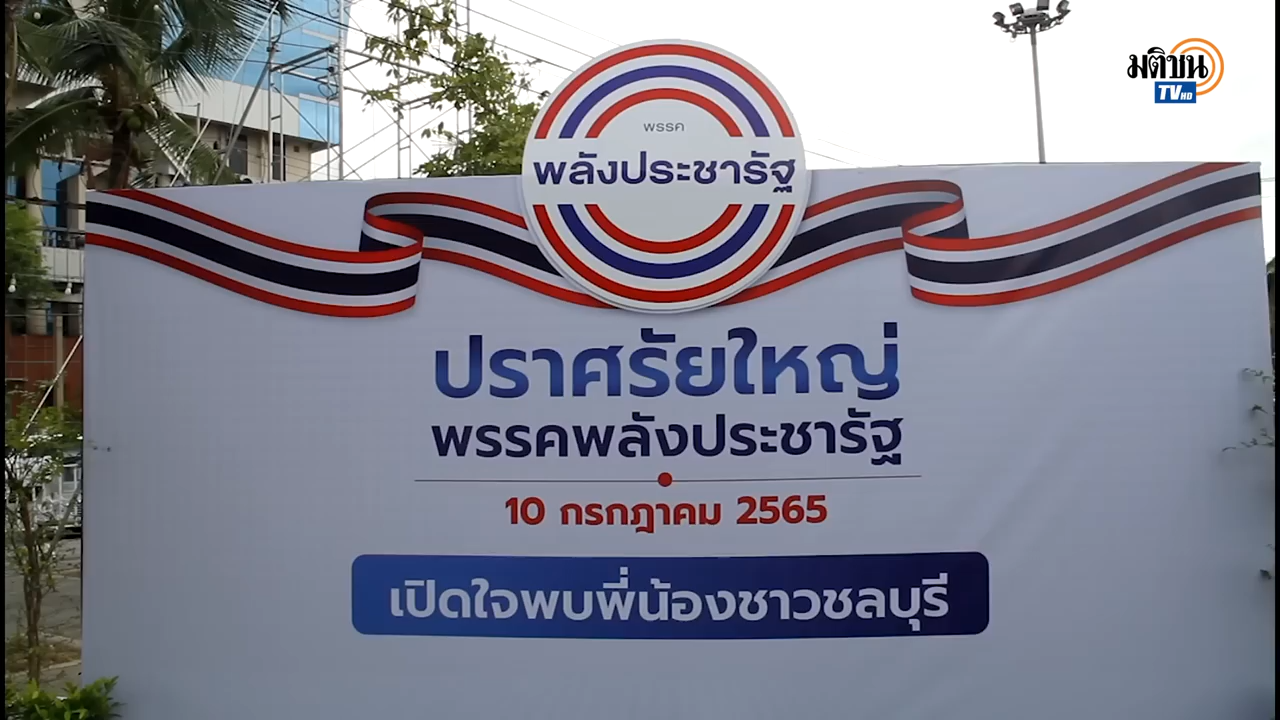 มติชน
TV HD
พรรค
พลังประชารัฐ
ปราศรัยใหญ่
พรรคพลังประชารัฐ
10 กรกฎาคม 2565
เปิดใจพบพี่น้องชาวชลบุรี